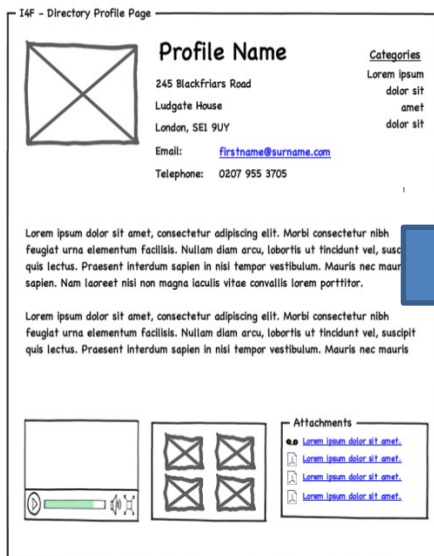 I4F - Directory Profile Page
Profile Name
245 Blackfriars Road
Ludgate House
London, SE1 9UY
Email: firstname@surname.com
Telephone: 0207 955 3705
Categories
Lorem ipsum
dolor sit
amet
dolor sit
Lorem ipsum dolor sit amet, consectetur adipiscing elit. Morbi consectetur nibh
feugiat urna elementum facilisis. Nullam diam arcu, lobortis ut tincidunt vel,
quis lectus. Praesent interdum sapien in nisi tempor vestibulum. Mauris nec
sapien. Nam laoreet nisi non magna iaculis vitae convallis lorem porttitor.
Lorem ipsum dolor sit amet, consectetur adipiscing elit. Morbi consectetur nibh
feugiat urna elementum facilisis. Nullam diam arcu, lobortis ut tincidunt vel, suscipit
quis lectus. Praesent interdum sapien in nisi tempor vestibulum. Mauris nec mauris
Attachments
Lorem ipsum dolor sit amet.
Lorem ipsum dolor sit amet.
Lorem ipsum dolor sit amet.
Lorem ipsum dolor sit amet.